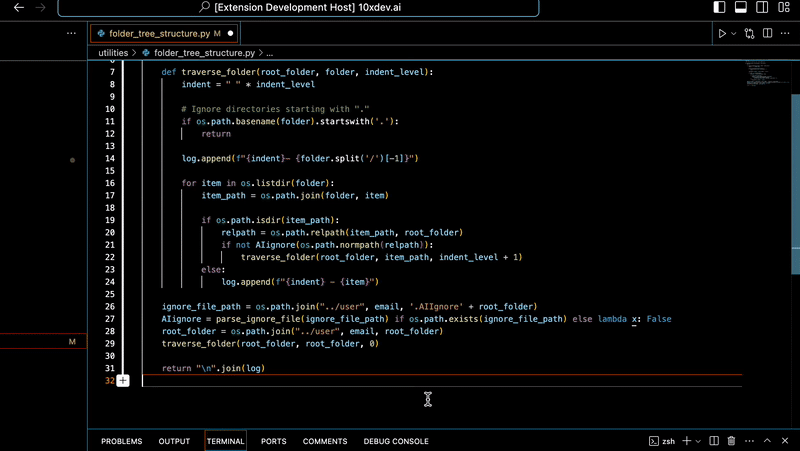 [Extension Development Host] 10xdev.ai
folder_tree_structure.py M
utilities > folder_tree_structure.py > ...
7 def traverse_folder(root_folder, folder, indent_level):
8 indent = " " * indent_level
9
10 # Ignore directories starting with "."
11 if os.path.basename(folder).startswith('.'):
12 return
13
14 log.append(f"{indent}- {folder.split('/')[-1]}")
15
16 for item in os.listdir(folder):
17 item_path = os.path.join(folder, item)
18
19 if os.path.isdir(item_path):
20 relpath = os.path.relpath(item_path, root_folder)
21 if not AIignore(os.path.normpath(relpath)):
22 traverse_folder(root_folder, item_path, indent_level + 1)
23 else:
24 log.append(f"{indent} - {item}")
25
26 ignore_file_path = os.path.join("../user", email, '.AIIgnore' + root_folder)
27 AIignore = parse_ignore_file(ignore_file_path) if os.path.exists(ignore_file_path) else lambda x: False
28 root_folder = os.path.join("../user", email, root_folder)
29 traverse_folder(root_folder, root_folder, 0)
30
31 return "\n".join(log)
32
M
PROBLEMS OUTPUT TERMINAL PORTS COMMENTS DEBUG CONSOLE zsh